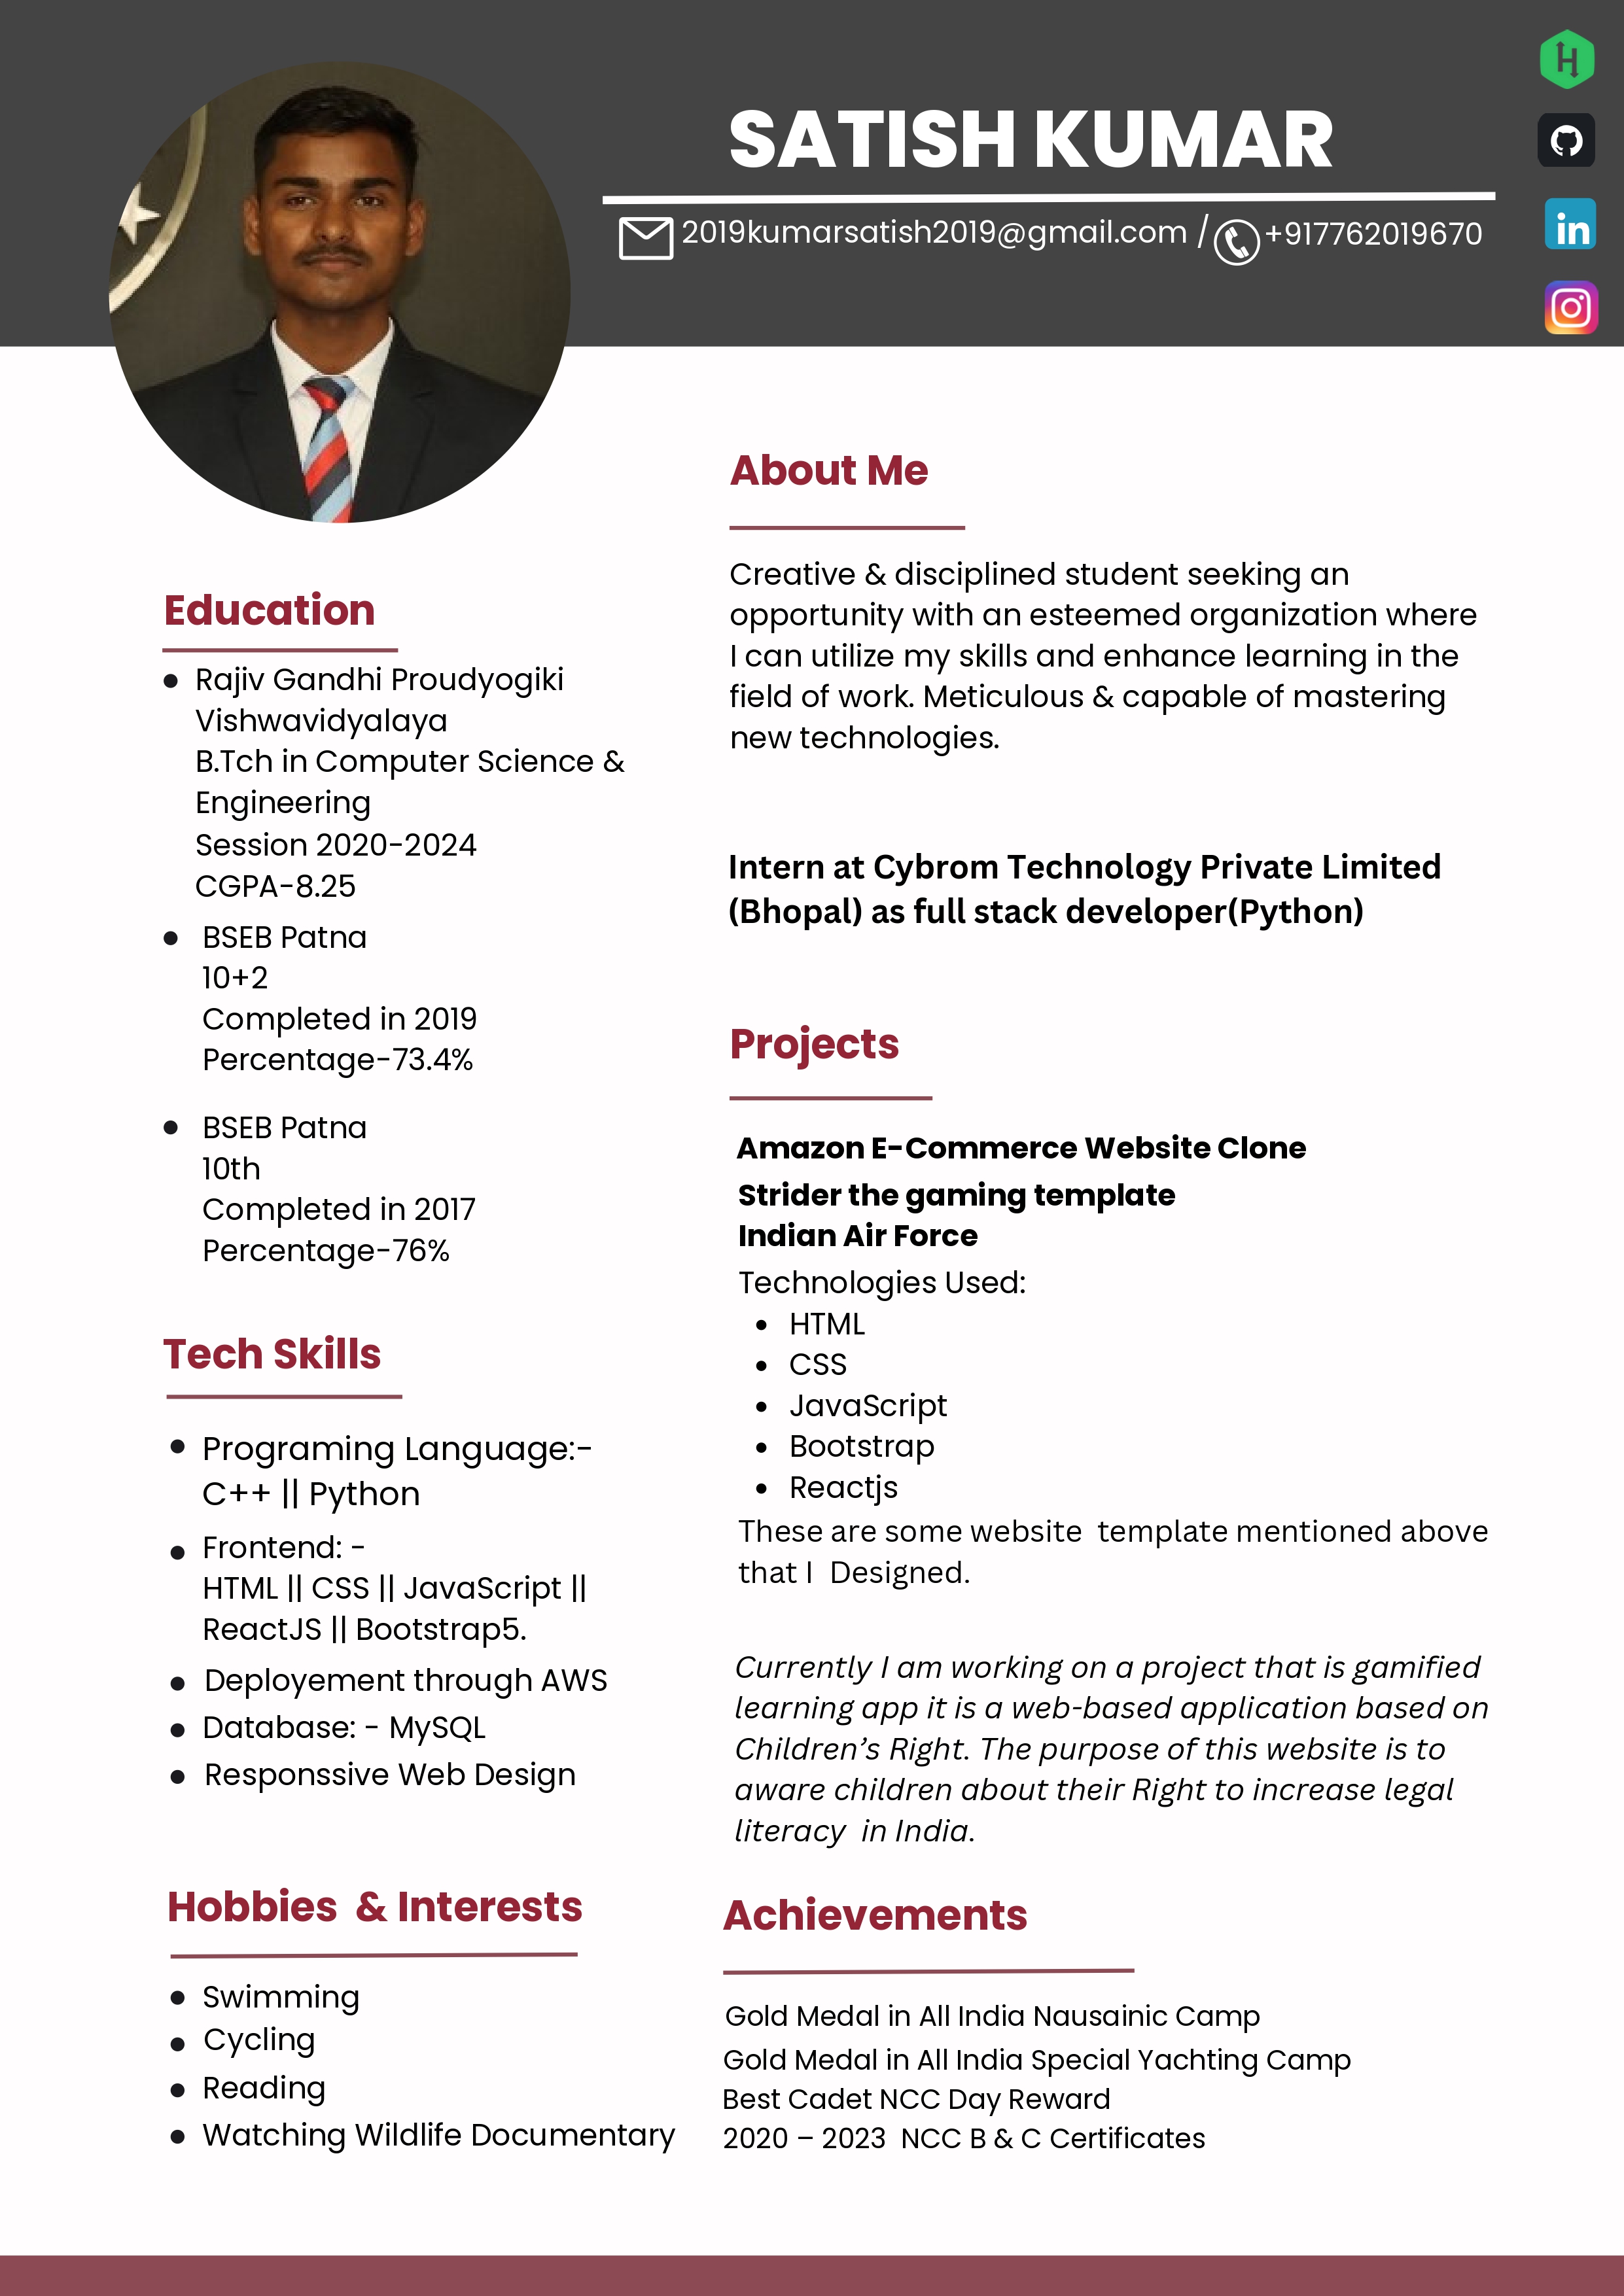 SATISH KUMAR
2019kumarsatish2019@gmail.com / +917762019670
H
in
Education
Rajiv Gandhi Proudyogiki
Vishwavidyalaya
B.Tch in Computer Science &
Engineering
Session 2020-2024
CGPA-8.25
BSEB Patna
10+2
Completed in 2019
Percentage-73.4%
BSEB Patna
10th
Completed in 2017
Percentage-76%
Tech Skills
Programing Language:-
C++ || Python
Frontend: -
HTML || CSS || JavaScript ||
ReactJS || Bootstrap5.
Deployement through AWS
Database: - MySQL
Responssive Web Design
Hobbies & Interests
Swimming
Cycling
Reading
Watching Wildlife Documentary
About Me
Creative & disciplined student seeking an
opportunity with an esteemed organization where
I can utilize my skills and enhance learning in the
field of work. Meticulous & capable of mastering
new technologies.
Intern at Cybrom Technology Private Limited
(Bhopal) as full stack developer(Python)
Projects
Amazon E-Commerce Website Clone
Strider the gaming template
Indian Air Force
Technologies Used:
HTML
CSS
JavaScript
Bootstrap
Reactjs
These are some website template mentioned above
that I Designed.
Currently I am working on a project that is gamified
learning app it is a web-based application based on
Children’s Right. The purpose of this website is to
aware children about their Right to increase legal
literacy in India.
Achievements
Gold Medal in All India Nausainic Camp
Gold Medal in All India Special Yachting Camp
Best Cadet NCC Day Reward
2020 – 2023 NCC B & C Certificates